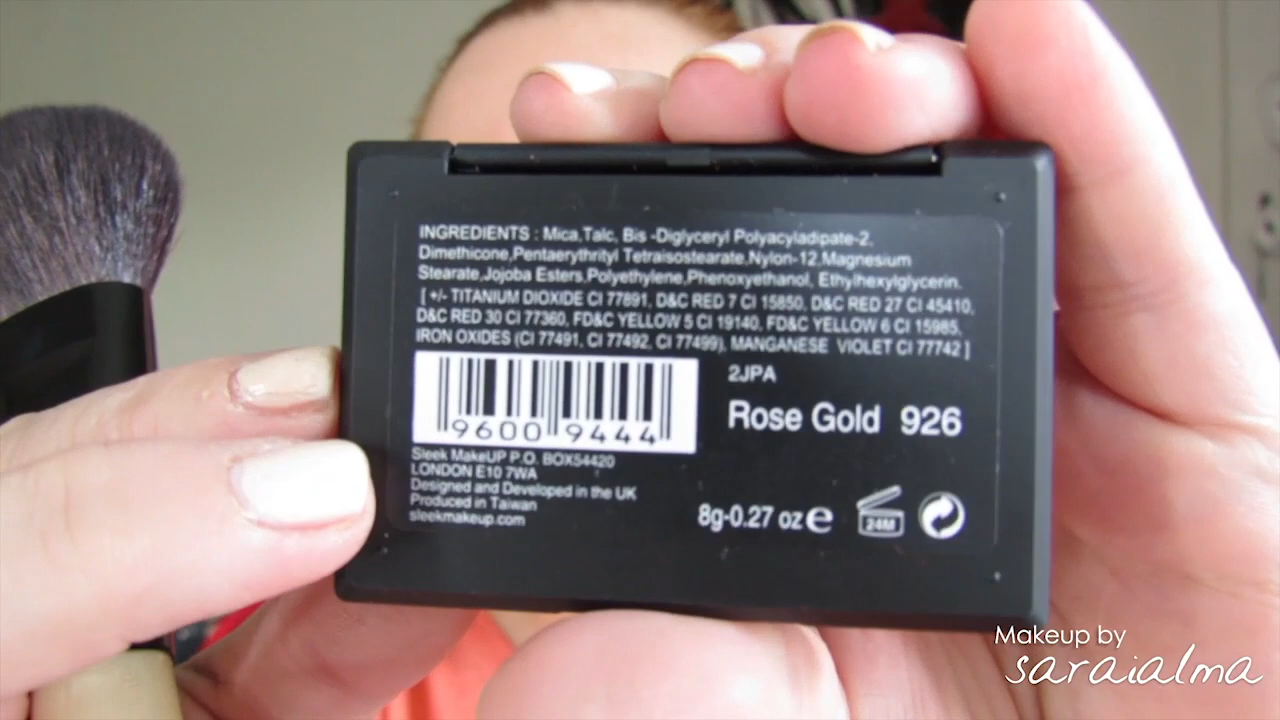 INGREDIENTS : Mica,Talc, Bis -Diglyceryl Polyacyladipate-2,
Dimethicone,Pentaerythrityl Tetraisostearate,Nylon-12,Magnesium
Stearate,Jojoba Esters,Polyethylene,Phenoxyethanol, Ethylhexylglycerin.
[ +/- TITANIUM DIOXIDE CI 77891, D&C RED 7 CI 15850, D&C RED 27 CI 45410,
D&C RED 30 CI 77360, FD&C YELLOW 5 CI 19140, FD&C YELLOW 6 CI 15985,
IRON OXIDES (CI 77491, CI 77492, CI 77499), MANGANESE VIOLET CI 77742 ]
2JPA
Rose Gold 926
9600 9444
Sleek MakeUP P.O. BOX54420
LONDON E10 7WA
Designed and Developed in the UK
Produced in Taiwan
sleekmakeup.com
8g-0.27 oz e
24M
Makeup by
saraialma